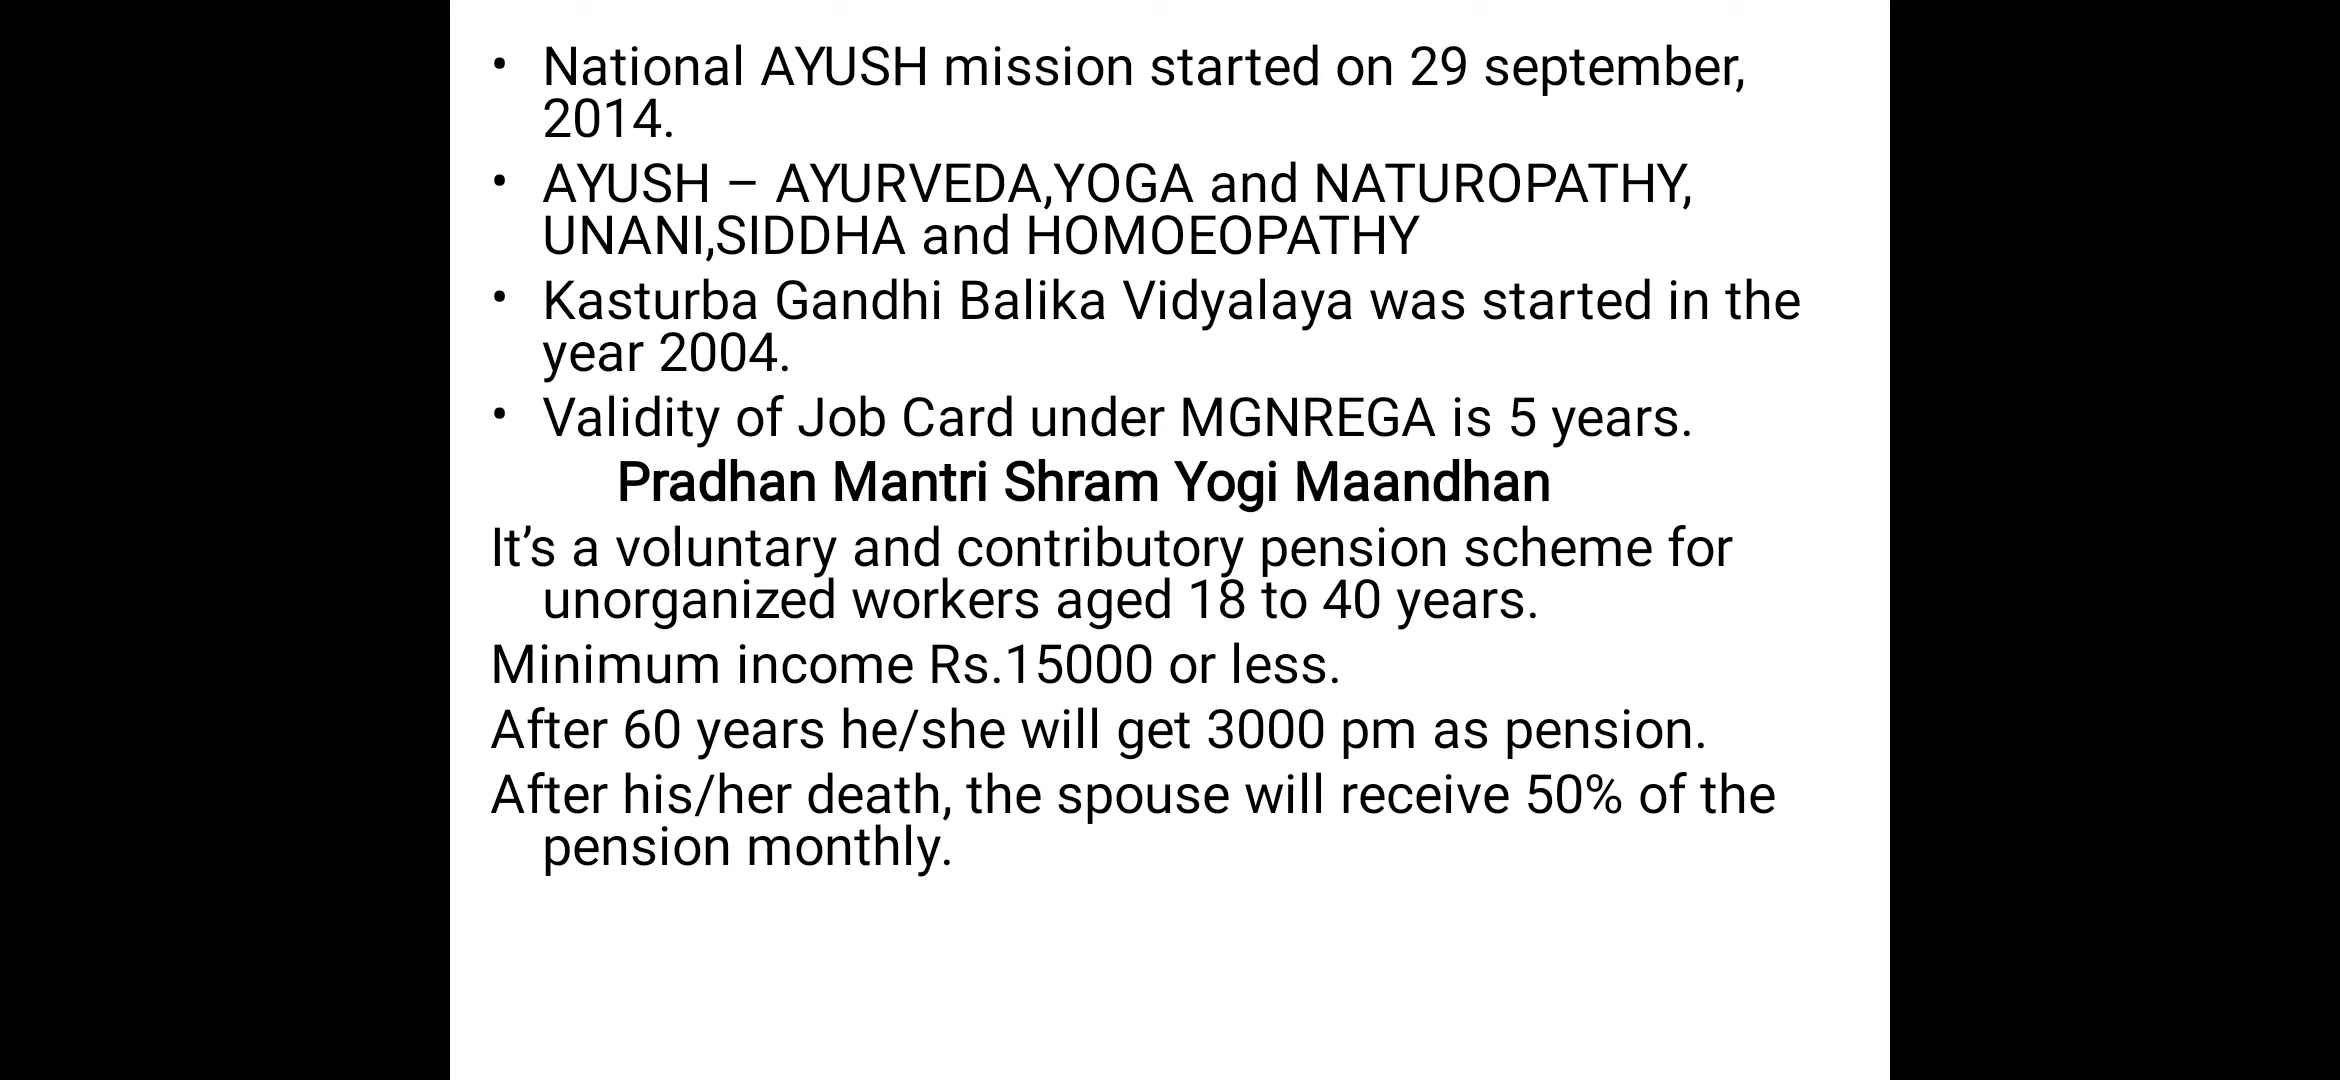 • National AYUSH mission started on 29 september,
2014.
• AYUSH – AYURVEDA,YOGA and NATUROPATHY,
UNANI,SIDDHA and HOMOEOPATHY
• Kasturba Gandhi Balika Vidyalaya was started in the
year 2004.
• Validity of Job Card under MGNREGA is 5 years.
Pradhan Mantri Shram Yogi Maandhan
It’s a voluntary and contributory pension scheme for
unorganized workers aged 18 to 40 years.
Minimum income Rs.15000 or less.
After 60 years he/she will get 3000 pm as pension.
After his/her death, the spouse will receive 50% of the
pension monthly.